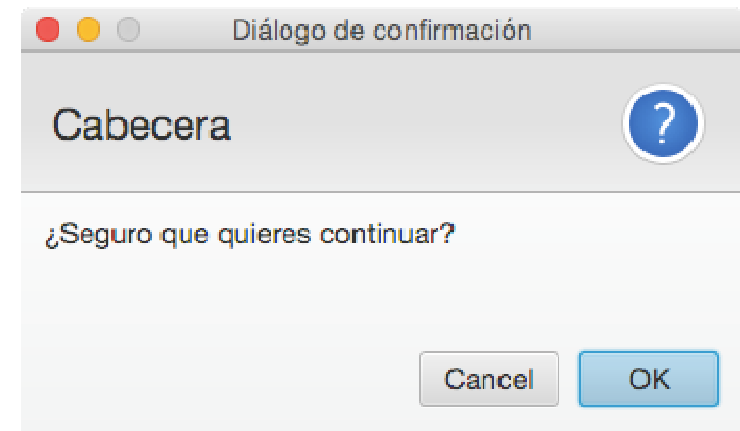 Diálogo de confirmación
Cabecera
?
¿Seguro que quieres continuar?
Cancel OK